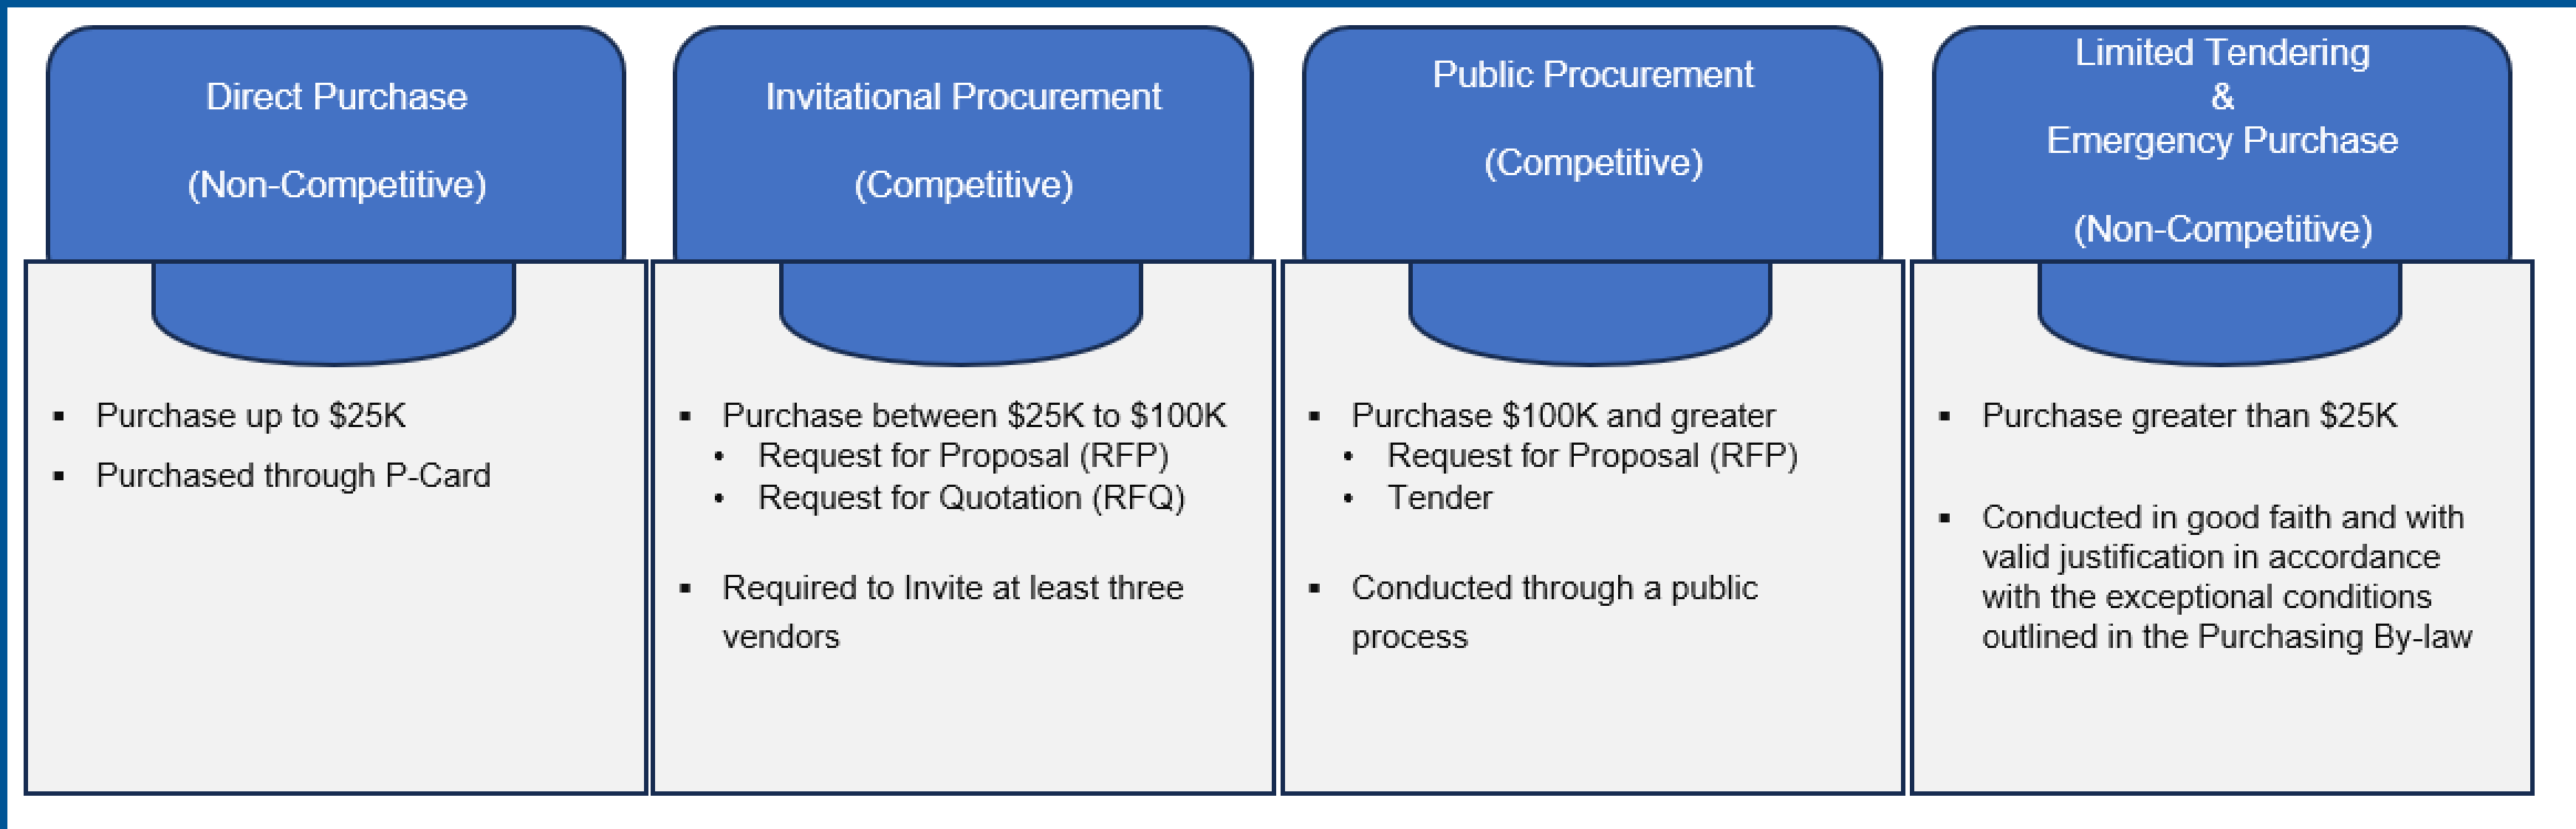 Direct Purchase
(Non-Competitive)
▪ Purchase up to $25K
▪ Purchased through P-Card
Invitational Procurement
(Competitive)
▪ Purchase between $25K to $100K
• Request for Proposal (RFP)
• Request for Quotation (RFQ)
▪ Required to Invite at least three
vendors
Public Procurement
(Competitive)
▪ Purchase $100K and greater
• Request for Proposal (RFP)
• Tender
▪ Conducted through a public
process
Limited Tendering
&
Emergency Purchase
(Non-Competitive)
▪ Purchase greater than $25K
▪ Conducted in good faith and with
valid justification in accordance
with the exceptional conditions
outlined in the Purchasing By-law